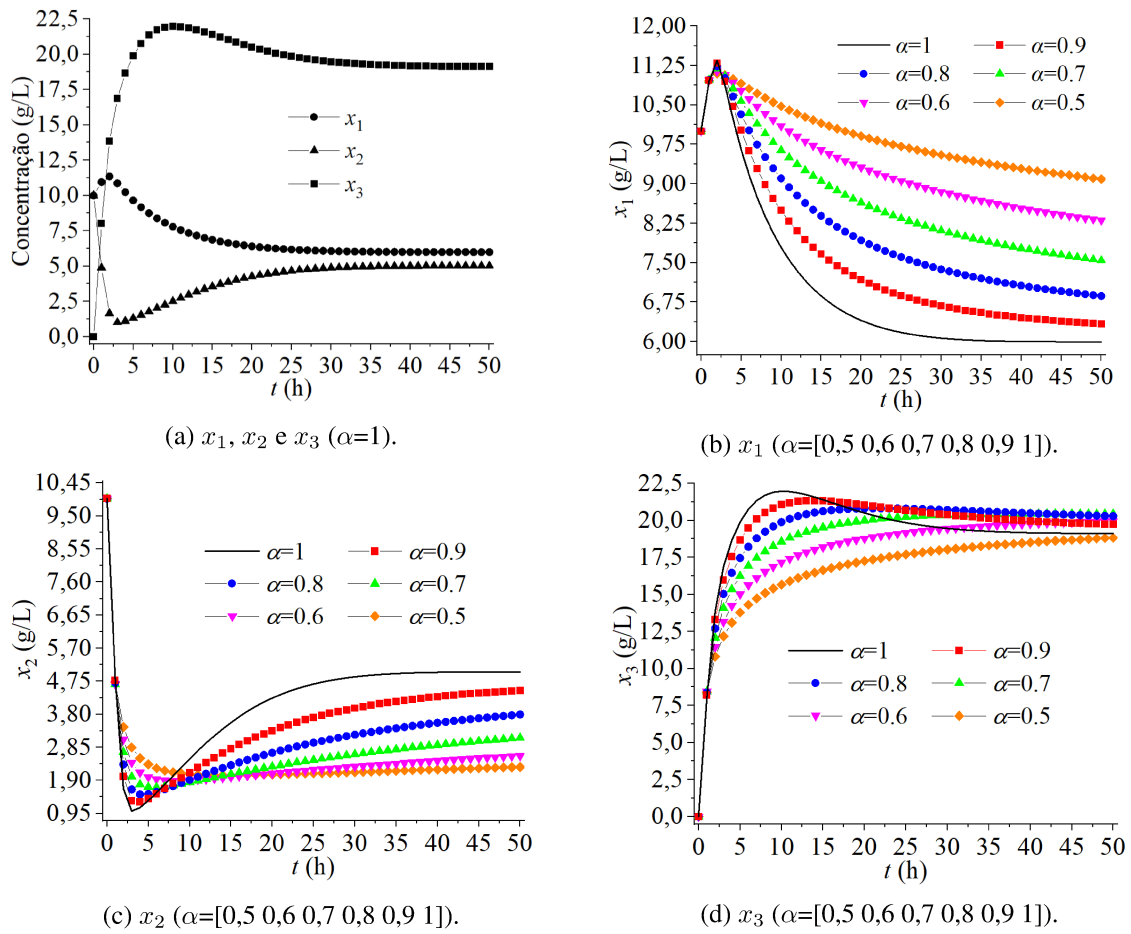 Concentração (g/L)
22,5
20,0
17,5
15,0
12,5
10,0
7,5
5,0
2,5
0,0
x1
x2
x3
0 5 10 15 20 25 30 35 40 45 50
t (h)
(a) x1, x2 e x3 (α=1).
x1 (g/L)
12,00
11,25
10,50
9,75
9,00
8,25
7,50
6,75
6,00
α=1 α=0.9
α=0.8 α=0.7
α=0.6 α=0.5
0 5 10 15 20 25 30 35 40 45 50
t (h)
(b) x1 (α=[0,5 0,6 0,7 0,8 0,9 1]).
x2 (g/L)
10,45
9,50
8,55
7,60
6,65
5,70
4,75
3,80
2,85
1,90
0,95
α=1 α=0.9
α=0.8 α=0.7
α=0.6 α=0.5
0 5 10 15 20 25 30 35 40 45 50
t (h)
(c) x2 (α=[0,5 0,6 0,7 0,8 0,9 1]).
x3 (g/L)
22,5
20,0
17,5
15,0
12,5
10,0
7,5
5,0
2,5
0,0
α=1 α=0.9
α=0.8 α=0.7
α=0.6 α=0.5
0 5 10 15 20 25 30 35 40 45 50
t (h)
(d) x3 (α=[0,5 0,6 0,7 0,8 0,9 1]).